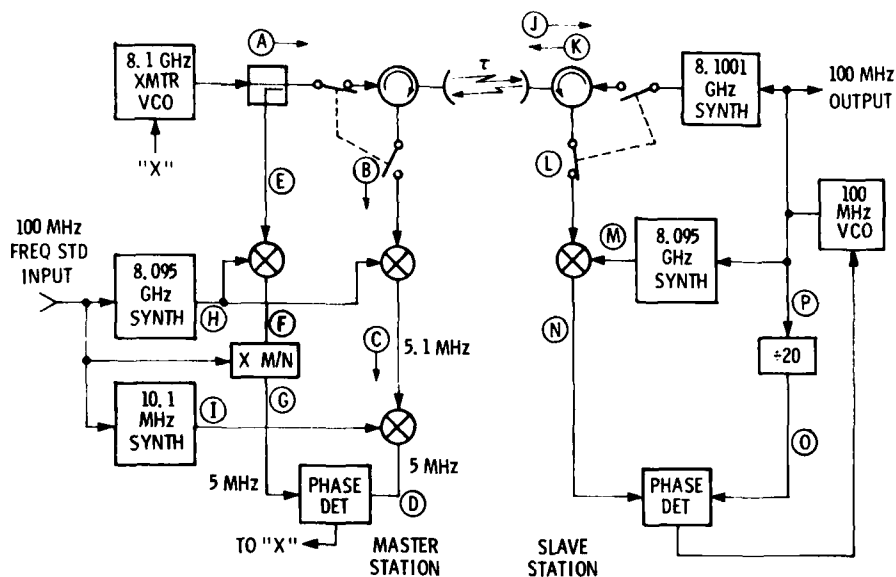 A
J
K
τ
8.1 GHz
XMTR
VCO
8.1001
GHz
SYNTH
100 MHz
OUTPUT
"X"
E
B
L
100
MHz
VCO
100 MHz
FREQ STD
INPUT
8.095
GHz
SYNTH
H
F
M
8.095
GHz
SYNTH
P
N
C
5.1 MHz
X M/N
÷20
G
10.1
MHz
SYNTH
I
O
5 MHz
5 MHz
PHASE
DET
D
PHASE
DET
TO "X"
MASTER
STATION
SLAVE
STATION